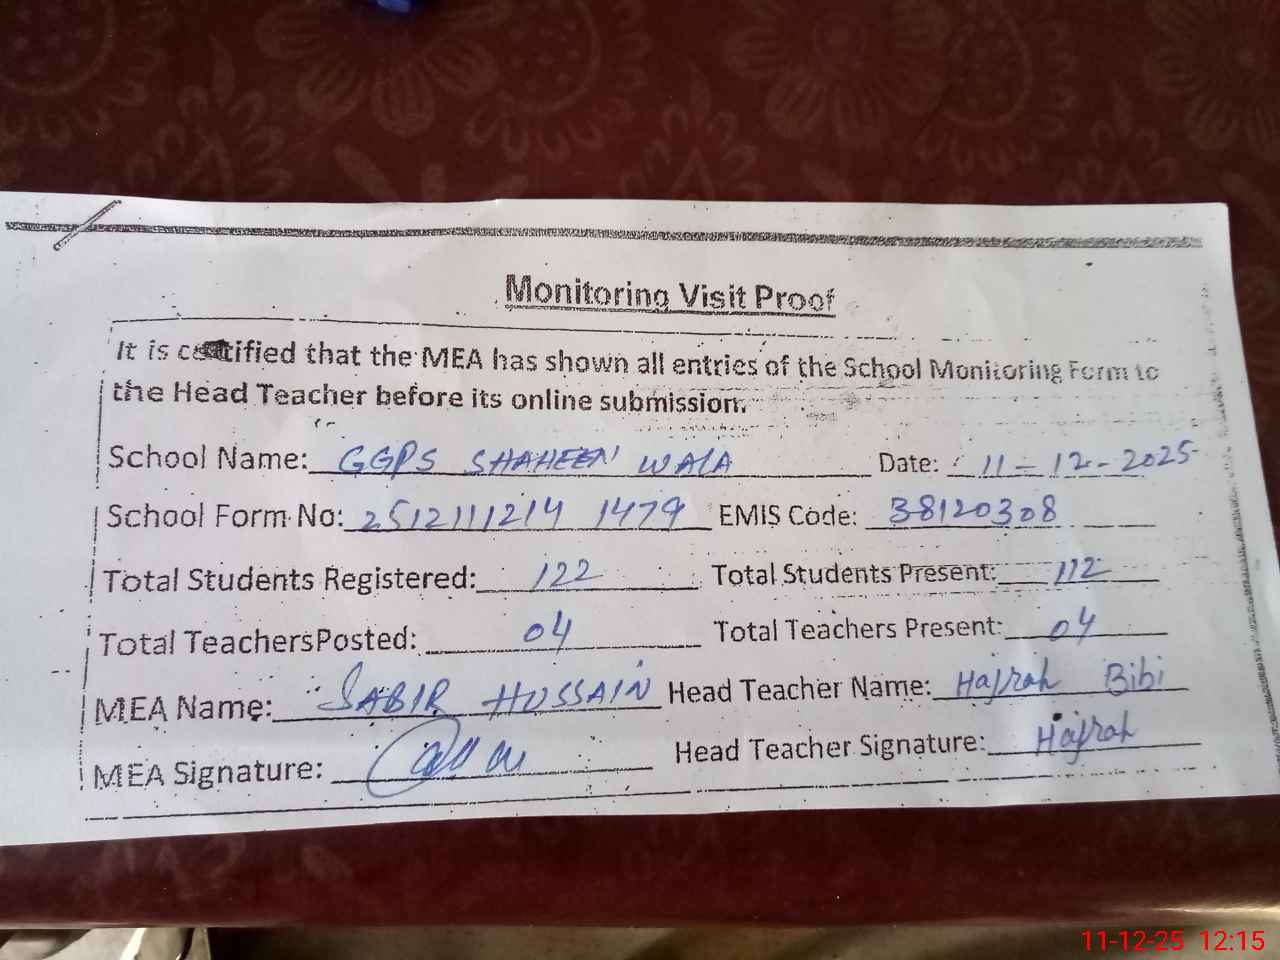 Monitoring Visit Proof
It is certified that the MEA has shown all entries of the School Monitoring Form to
the Head Teacher before its online submission.
School Name: GGPS SHAHEEN WALA Date: 11-12-2025
School Form No: 2512111214 1479 EMIS Code: 38120308
Total Students Registered: 122 Total Students Present: 112
Total TeachersPosted: 04 Total Teachers Present: 04
MEA Name: SABIR HUSSAIN Head Teacher Name: Hajrah Bibi
MEA Signature: Head Teacher Signature: Hajrah
11-12-25 12:15